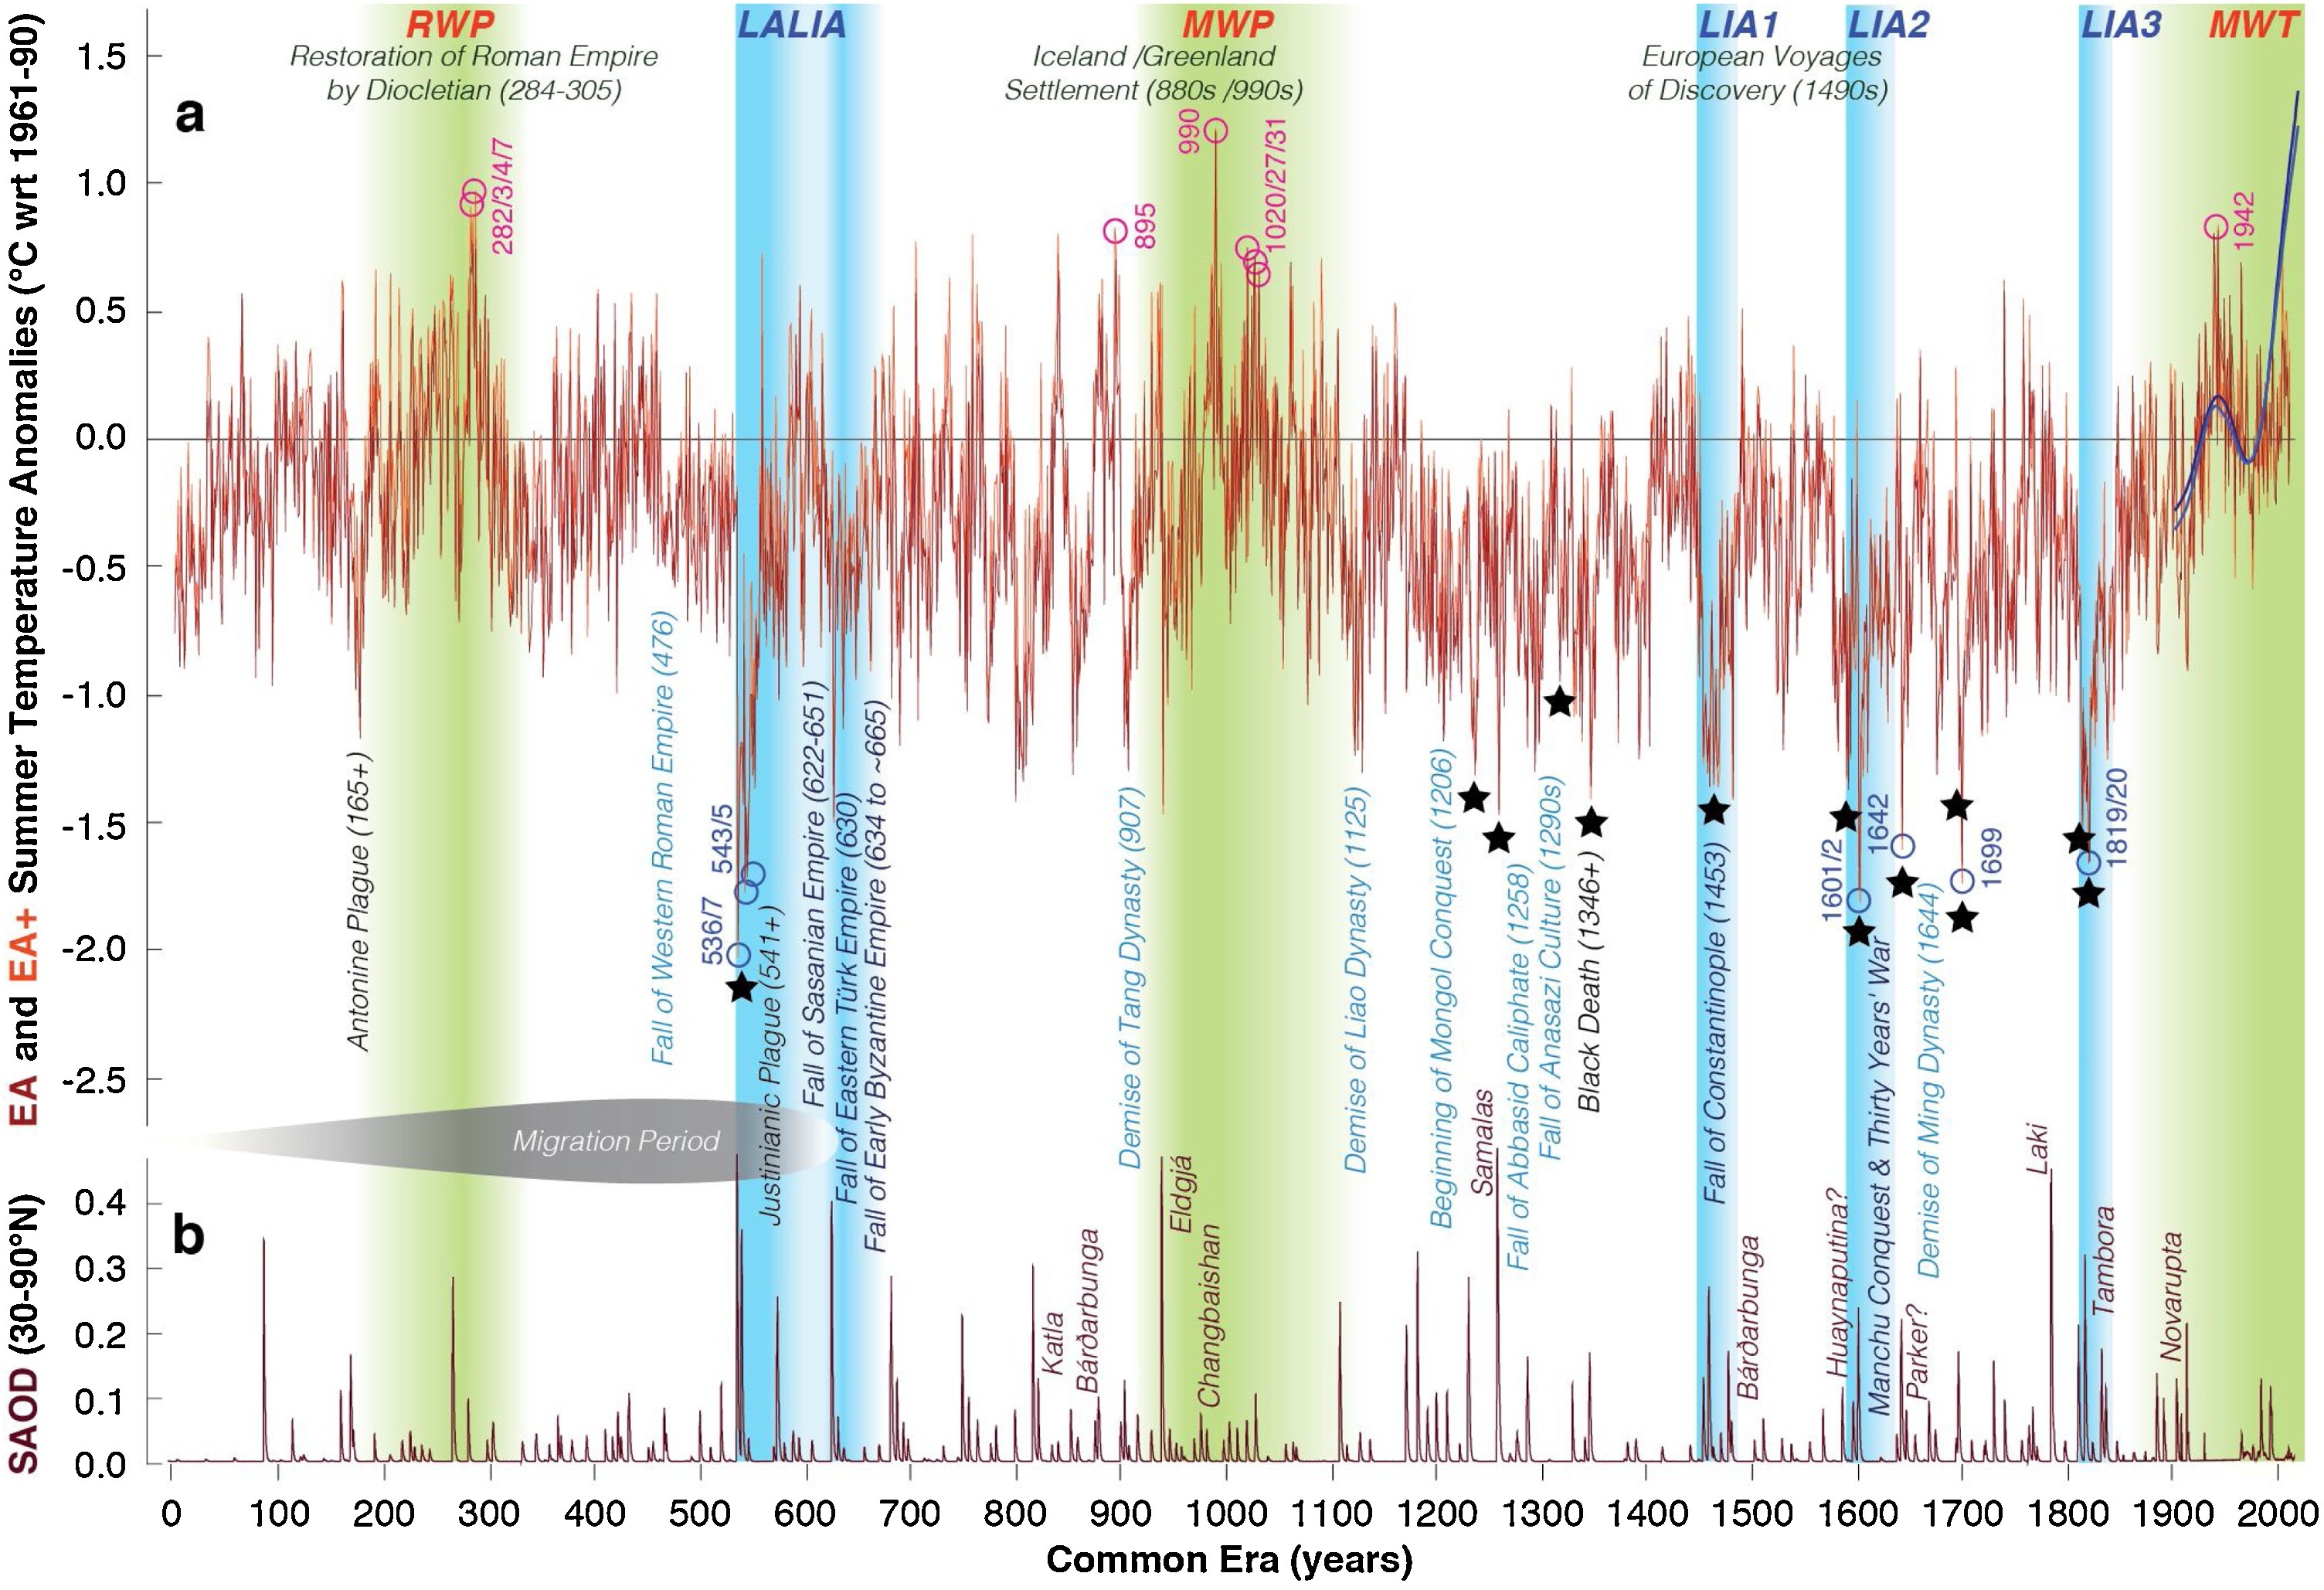 RWP
LALIA
MWP
LIA1
LIA2
LIA3
MWT
Restoration of Roman Empire
by Diocletian (284-305)
Iceland /Greenland
Settlement (880s /990s)
European Voyages
of Discovery (1490s)
a
EA and EA+ Summer Temperature Anomalies (°C wrt 1961-90)
1.5
1.0
0.5
0.0
-0.5
-1.0
-1.5
-2.0
-2.5
282/3/4/7
895
990
1020/27/31
1942
536/7
543/5
1601/2
1642
1699
1819/20
Antonine Plague (165+)
Fall of Western Roman Empire (476)
Justinianic Plague (541+)
Fall of Sasanian Empire (622-651)
Fall of Eastern Türk Empire (630)
Fall of Early Byzantine Empire (634 to ~665)
Demise of Tang Dynasty (907)
Demise of Liao Dynasty (1125)
Beginning of Mongol Conquest (1206)
Fall of Abbasid Caliphate (1258)
Fall of Anasazi Culture (1290s)
Black Death (1346+)
Fall of Constantinople (1453)
Manchu Conquest & Thirty Years' War
Demise of Ming Dynasty (1644)
Migration Period
b
SAOD (30-90°N)
0.4
0.3
0.2
0.1
0.0
Katla
Bárðarbunga
Eldgjá
Changbaishan
Samalas
Bárðarbunga
Huaynaputina?
Parker?
Laki
Tambora
Novarupta
0 100 200 300 400 500 600 700 800 900 1000 1100 1200 1300 1400 1500 1600 1700 1800 1900 2000
Common Era (years)